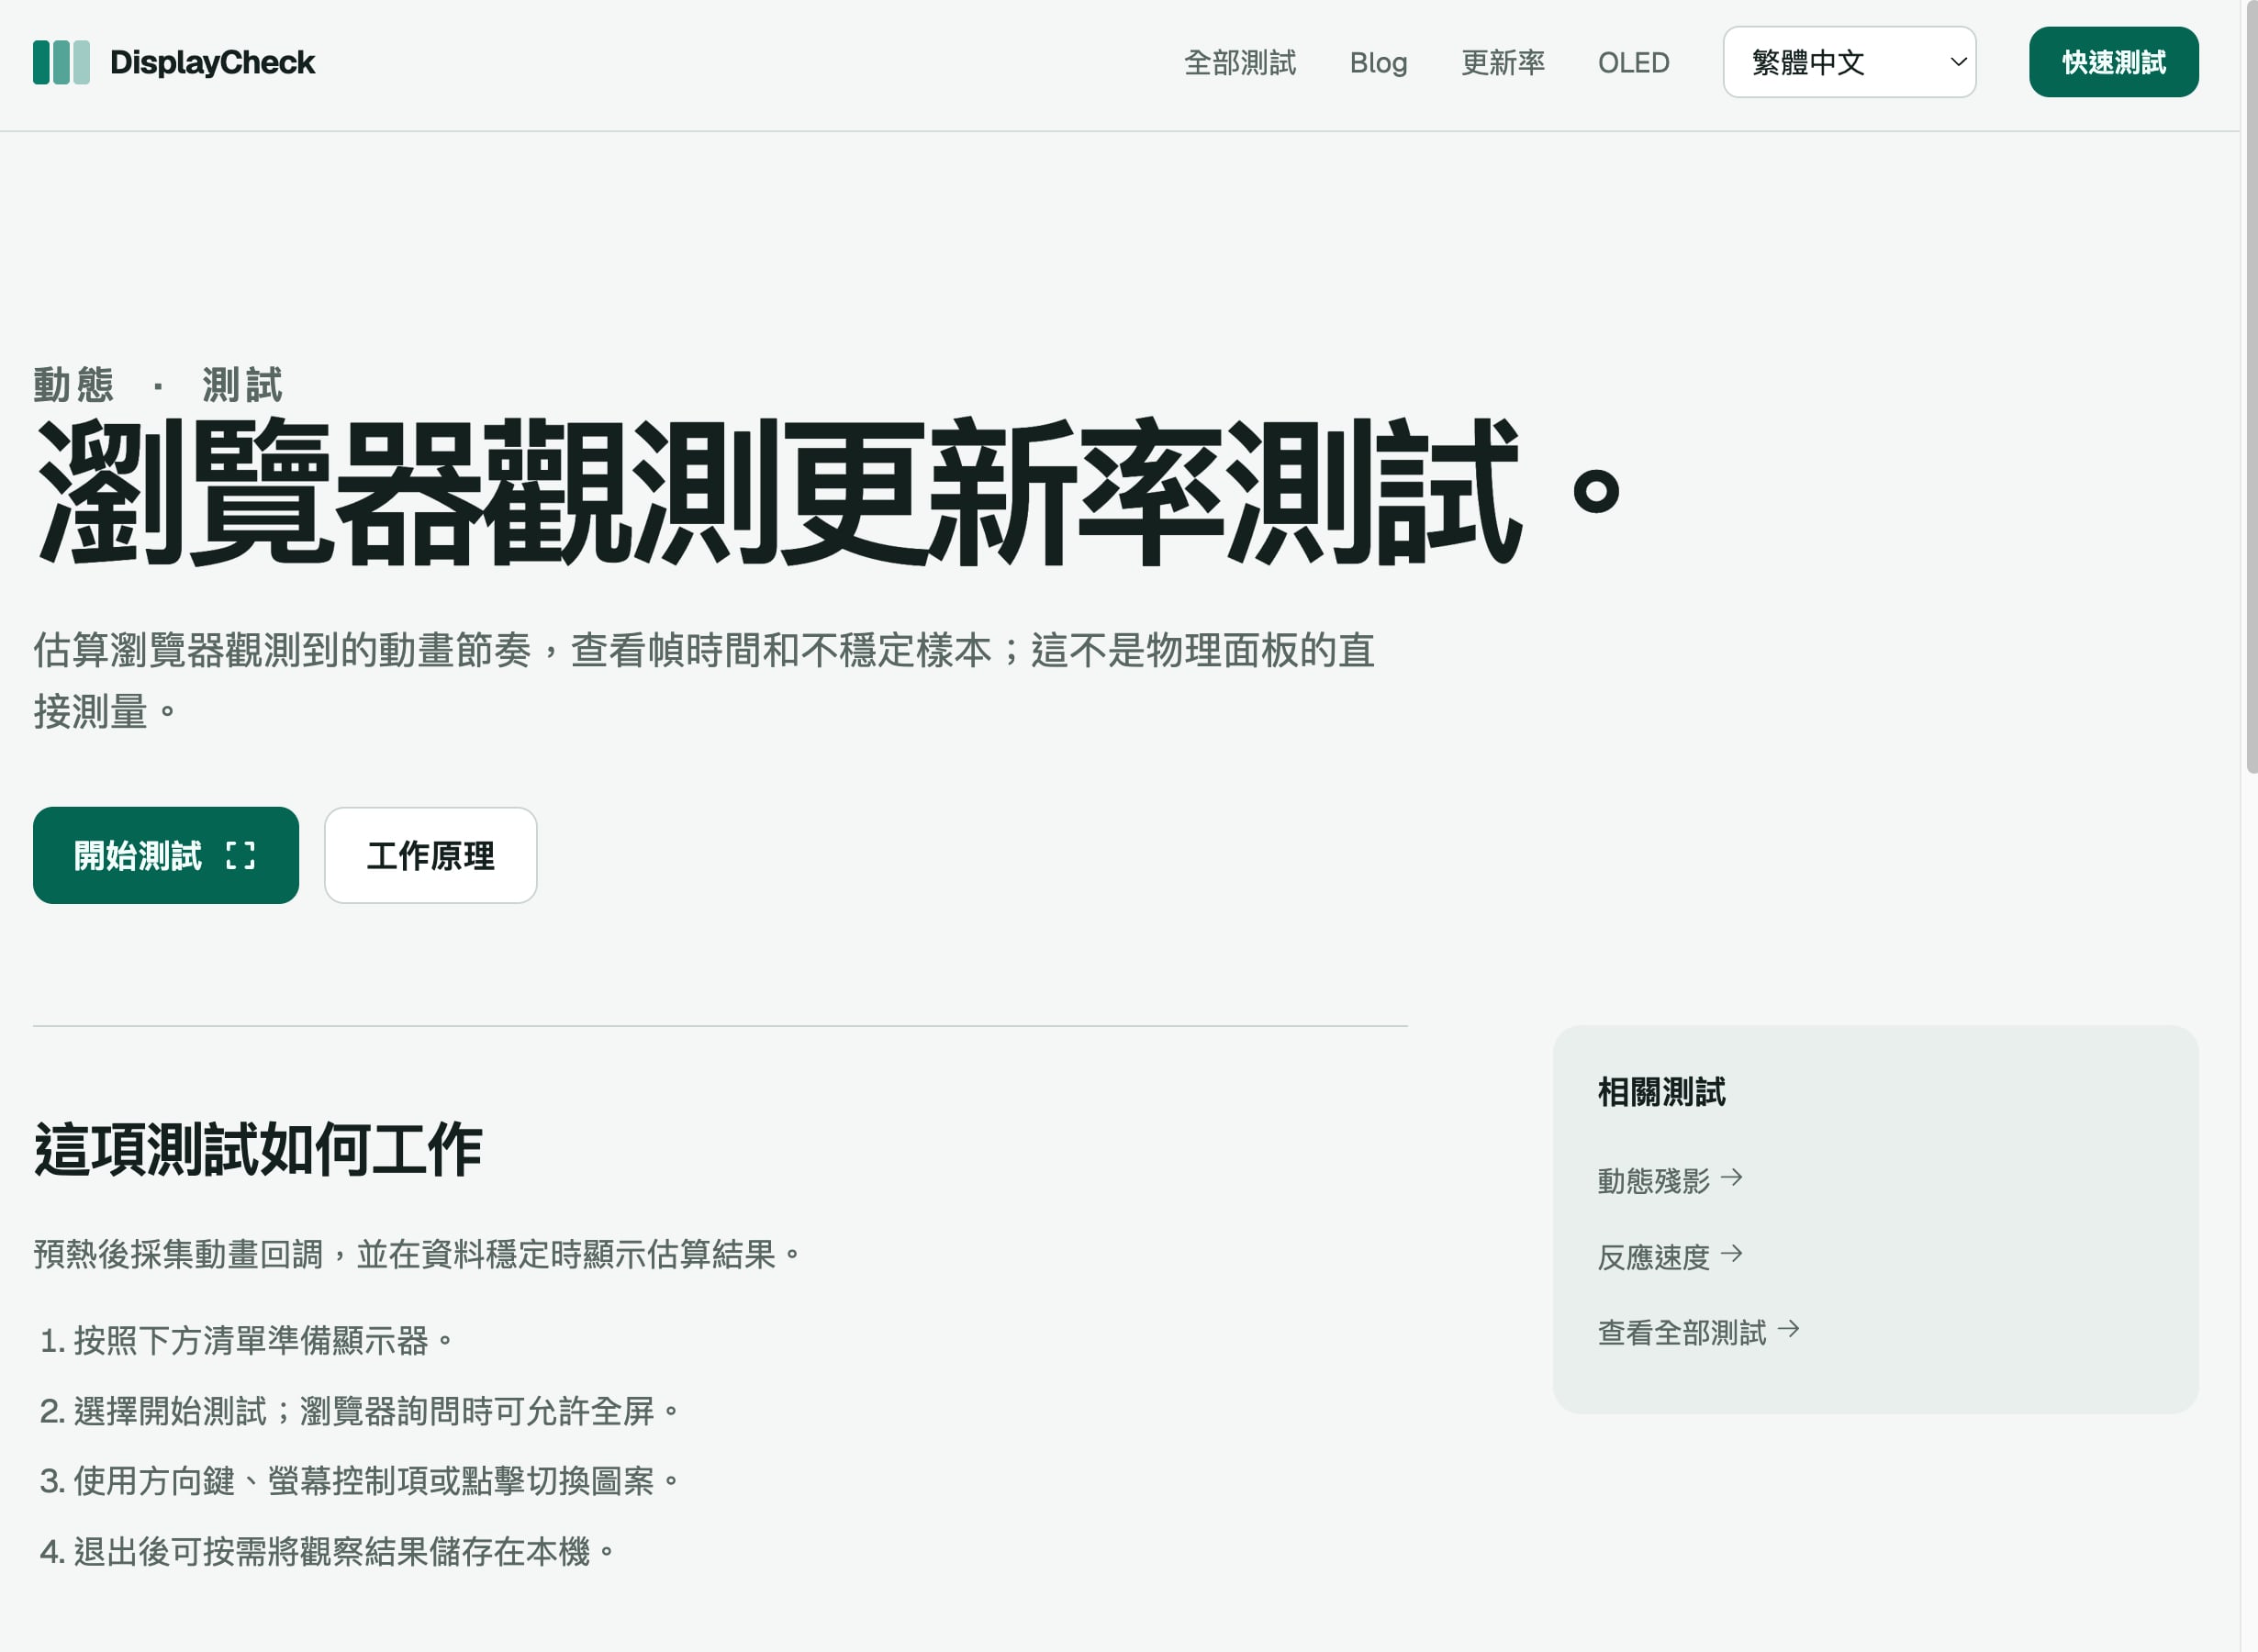 DisplayCheck
全部測試 Blog 更新率 OLED 繁體中文 快速測試
動態 · 測試
瀏覽器觀測更新率測試。
估算瀏覽器觀測到的動畫節奏，查看幀時間和不穩定樣本；這不是物理面板的直
接測量。
開始測試 工作原理
這項測試如何工作
預熱後採集動畫回調，並在資料穩定時顯示估算結果。
1. 按照下方清單準備顯示器。
2. 選擇開始測試；瀏覽器詢問時可允許全屏。
3. 使用方向鍵、螢幕控制項或點擊切換圖案。
4. 退出後可按需將觀察結果儲存在本機。
相關測試
動態殘影 →
反應速度 →
查看全部測試 →